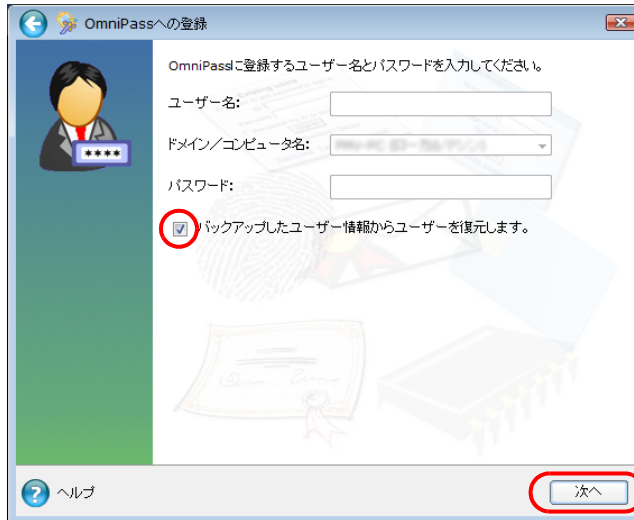 OmniPassへの登録
OmniPassに登録するユーザー名とパスワードを入力してください。
ユーザー名:
ドメイン／コンピュータ名:
パスワード:
****
バックアップしたユーザー情報からユーザーを復元します。
ヘルプ
次へ